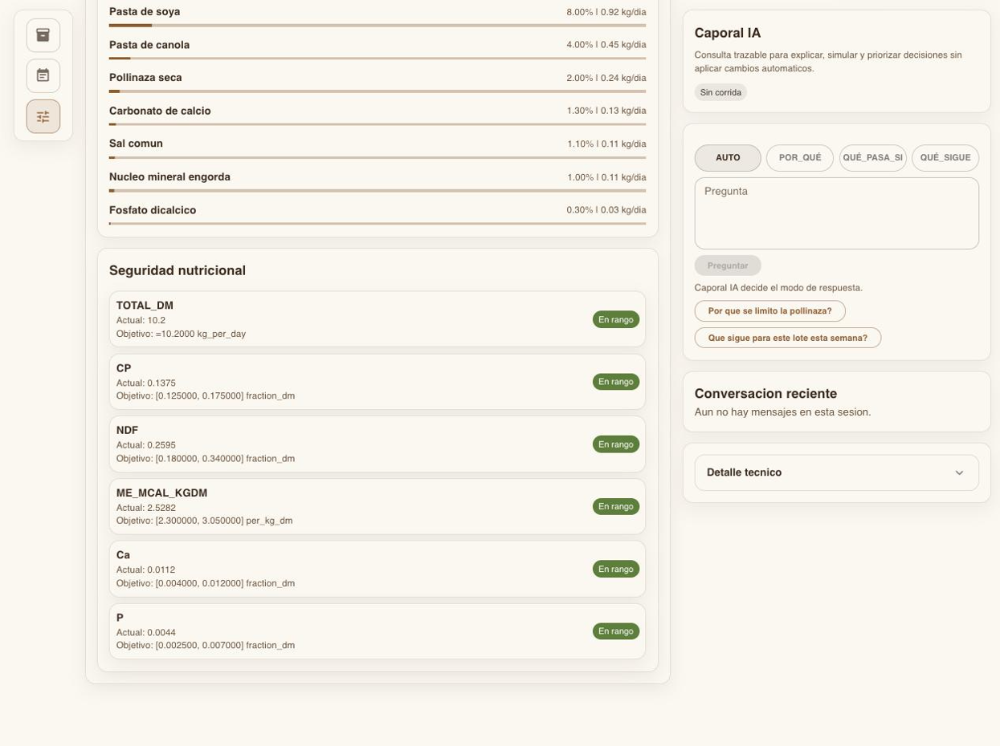 Pasta de soya
8.00% | 0.92 kg/dia
Pasta de canola
4.00% | 0.45 kg/dia
Pollinaza seca
2.00% | 0.24 kg/dia
Carbonato de calcio
1.30% | 0.13 kg/dia
Sal comun
1.10% | 0.11 kg/dia
Nucleo mineral engorda
1.00% | 0.11 kg/dia
Fosfato dicalcico
0.30% | 0.03 kg/dia
Seguridad nutricional
TOTAL_DM
Actual: 10.2
Objetivo: =10.2000 kg_per_day
En rango
CP
Actual: 0.1375
Objetivo: [0.125000, 0.175000] fraction_dm
En rango
NDF
Actual: 0.2595
Objetivo: [0.180000, 0.340000] fraction_dm
En rango
ME_MCAL_KGDM
Actual: 2.5282
Objetivo: [2.300000, 3.050000] per_kg_dm
En rango
Ca
Actual: 0.0112
Objetivo: [0.004000, 0.012000] fraction_dm
En rango
P
Actual: 0.0044
Objetivo: [0.002500, 0.007000] fraction_dm
En rango
Caporal IA
Consulta trazable para explicar, simular y priorizar decisiones sin
aplicar cambios automaticos.
Sin corrida
AUTO
POR_QUÉ
QUÉ_PASA_SI
QUÉ_SIGUE
Pregunta
Preguntar
Caporal IA decide el modo de respuesta.
Por que se limito la pollinaza?
Que sigue para este lote esta semana?
Conversacion reciente
Aun no hay mensajes en esta sesion.
Detalle tecnico